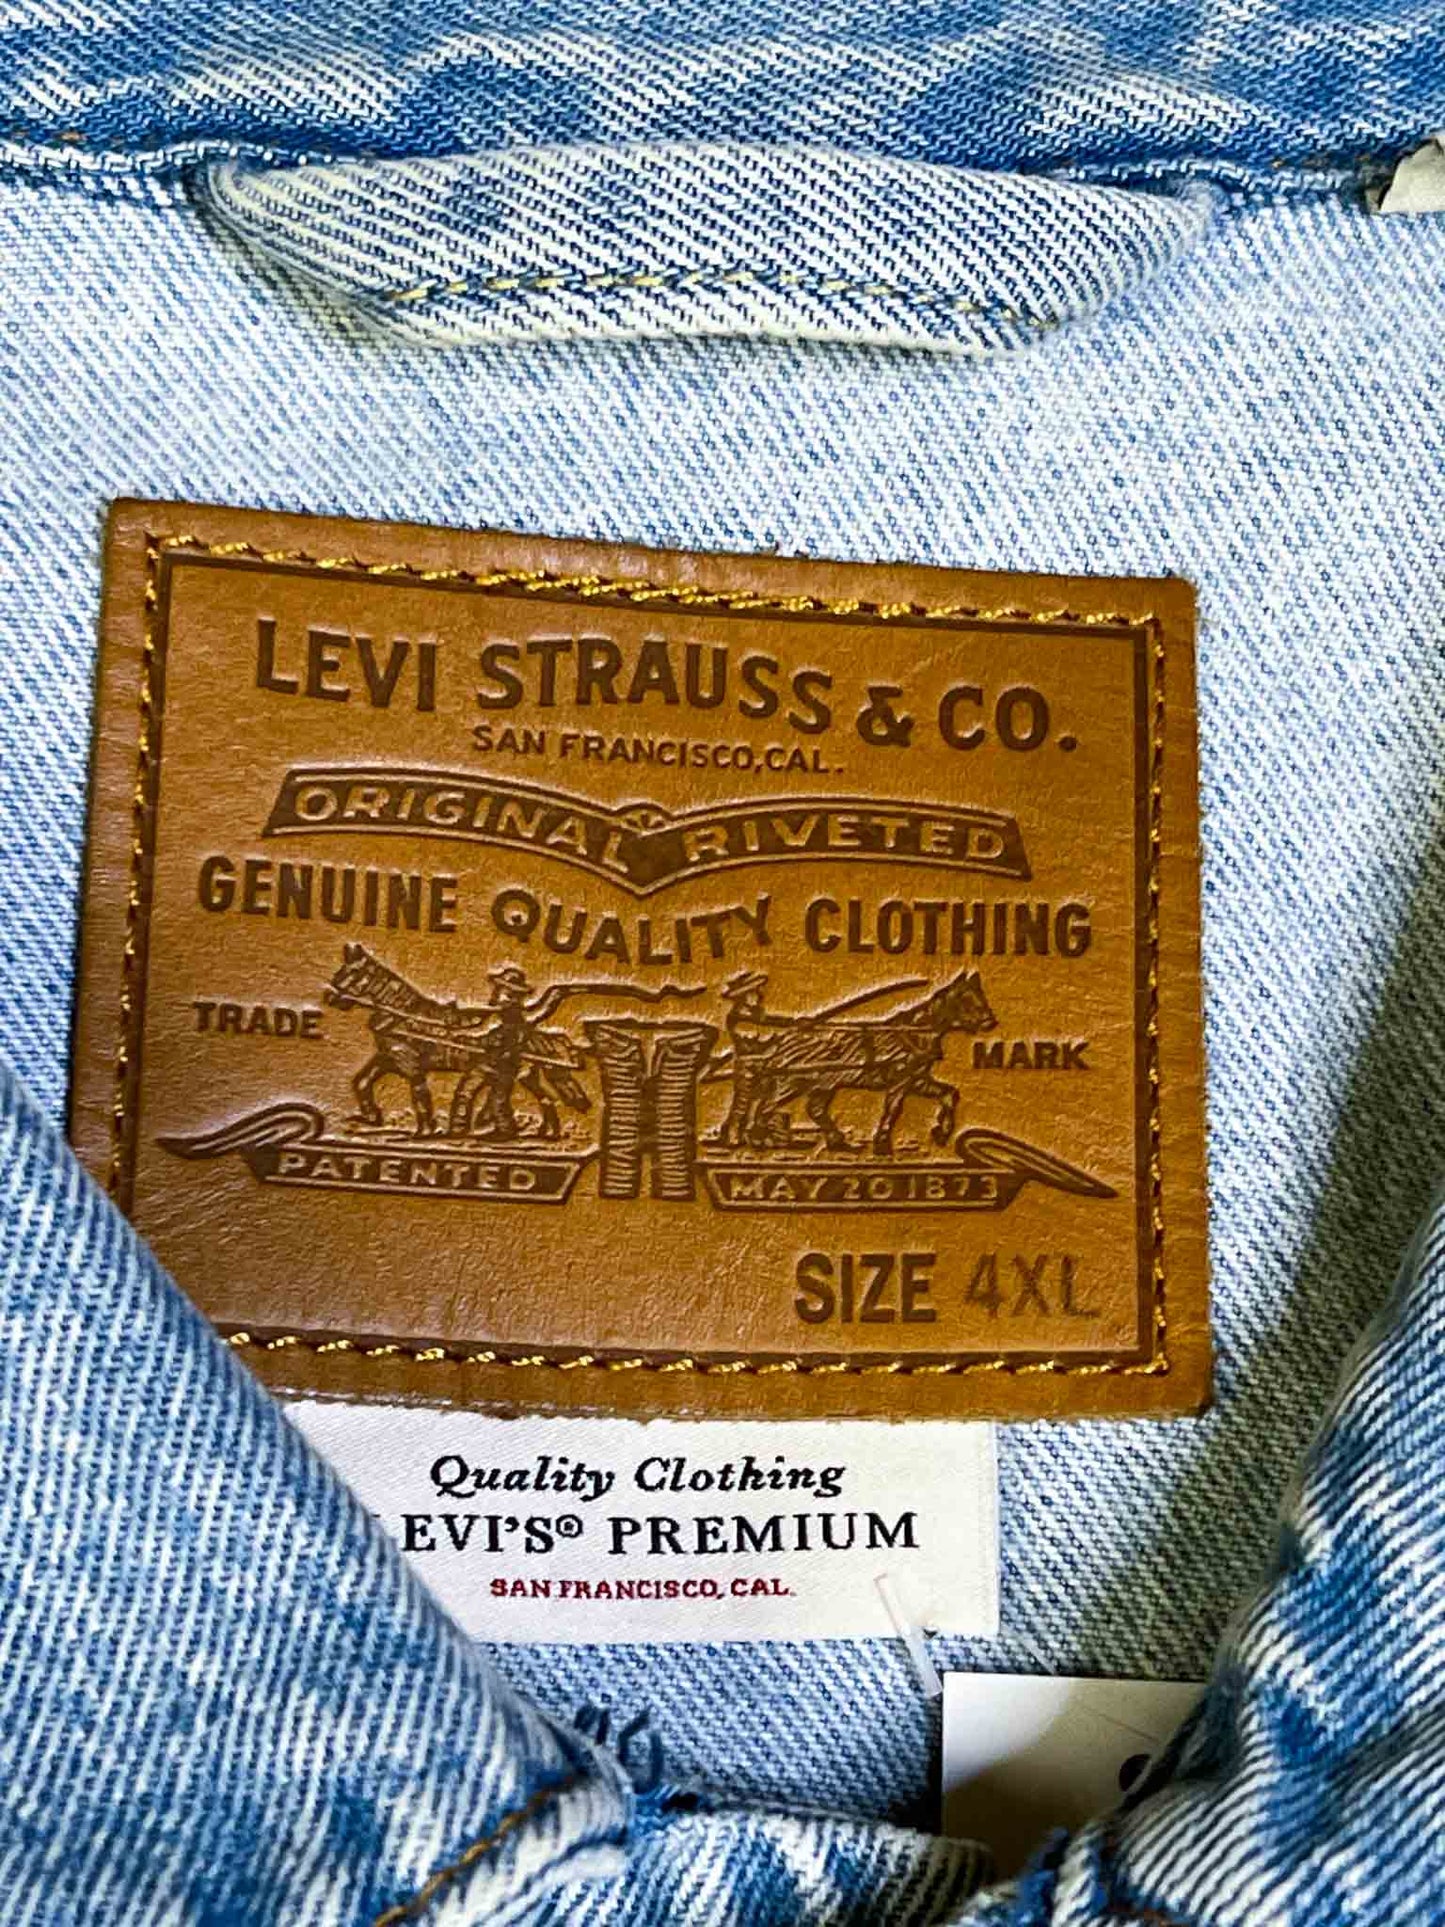 LEVI STRAUSS & CO.
SAN FRANCISCO, CAL.
ORIGINAL RIVETED
GENUINE QUALITY CLOTHING
TRADE MARK
PATENTED MAY 20 1873
SIZE 4XL
Quality Clothing
LEVI'S® PREMIUM
SAN FRANCISCO, CAL.